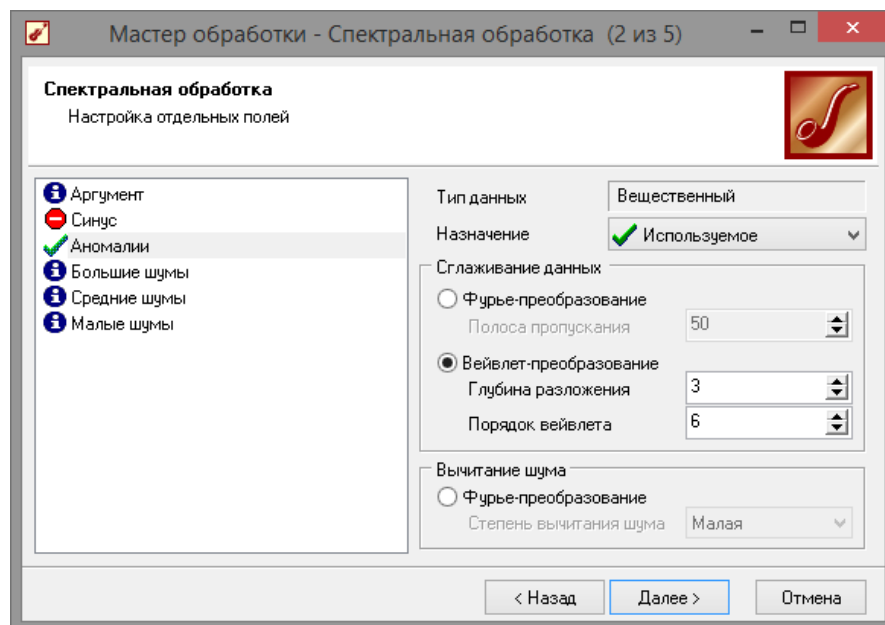 Мастер обработки - Спектральная обработка (2 из 5)
Спектральная обработка
Настройка отдельных полей
Аргумент
Синус
Аномалии
Большие шумы
Средние шумы
Малые шумы
Тип данных Вещественный
Назначение Используемое
Сглаживание данных
Фурье-преобразование
Полоса пропускания 50
Вейвлет-преобразование
Глубина разложения 3
Порядок вейвлета 6
Вычитание шума
Фурье-преобразование
Степень вычитания шума Малая
< Назад Далее > Отмена